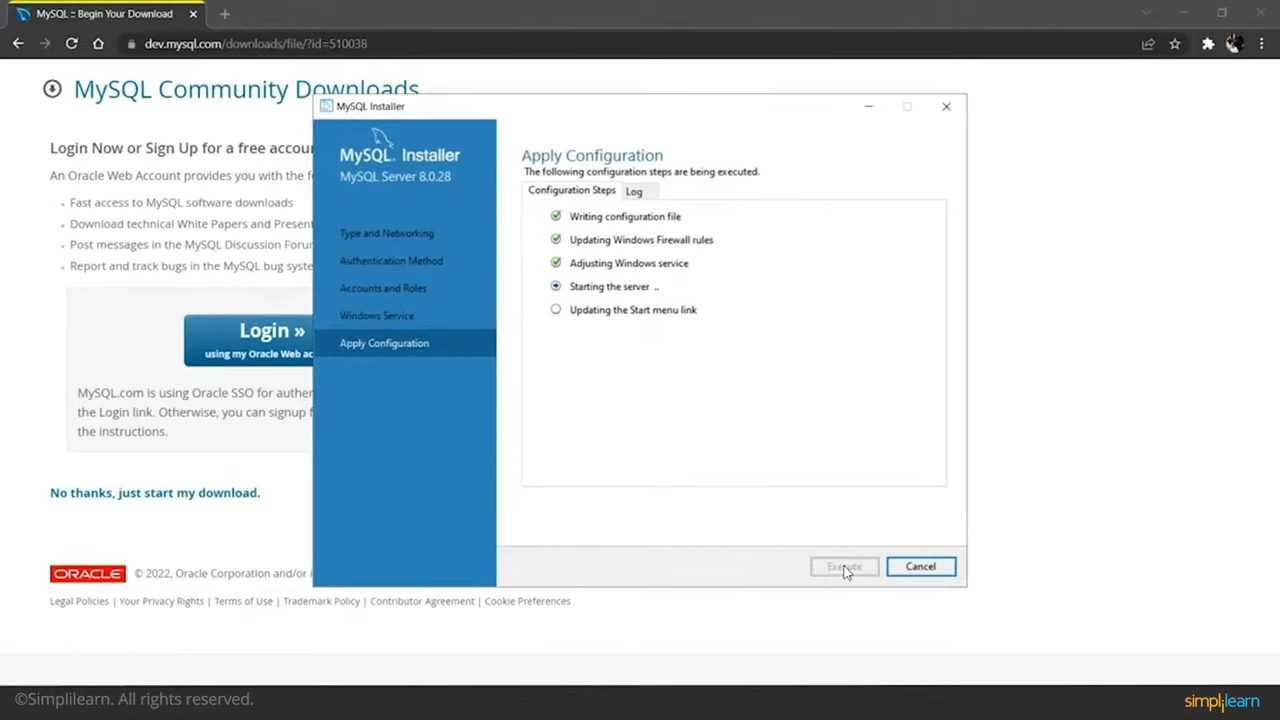 MySQL :: Begin Your Download
dev.mysql.com/downloads/file/?id=510038
MySQL Community Downloads
Login Now or Sign Up for a free accou
An Oracle Web Account provides you with the f
Fast access to MySQL software downloads
Download technical White Papers and Present
Post messages in the MySQL Discussion Forum
Report and track bugs in the MySQL bug syst
Login »
using my Oracle Web a
MySQL.com is using Oracle SSO for authen
the Login link. Otherwise, you can signup f
the instructions.
No thanks, just start my download.
ORACLE
© 2022, Oracle Corporation and/or i
Legal Policies | Your Privacy Rights | Terms of Use | Trademark Policy | Contributor Agreement | Cookie Preferences
MySQL Installer
MySQL. Installer
MySQL Server 8.0.28
Type and Networking
Authentication Method
Accounts and Roles
Windows Service
Apply Configuration
Apply Configuration
The following configuration steps are being executed.
Configuration Steps
Log
Writing configuration file
Updating Windows Firewall rules
Adjusting Windows service
Starting the server ..
Updating the Start menu link
Execute
Cancel
©Simplilearn. All rights reserved.
simplilearn